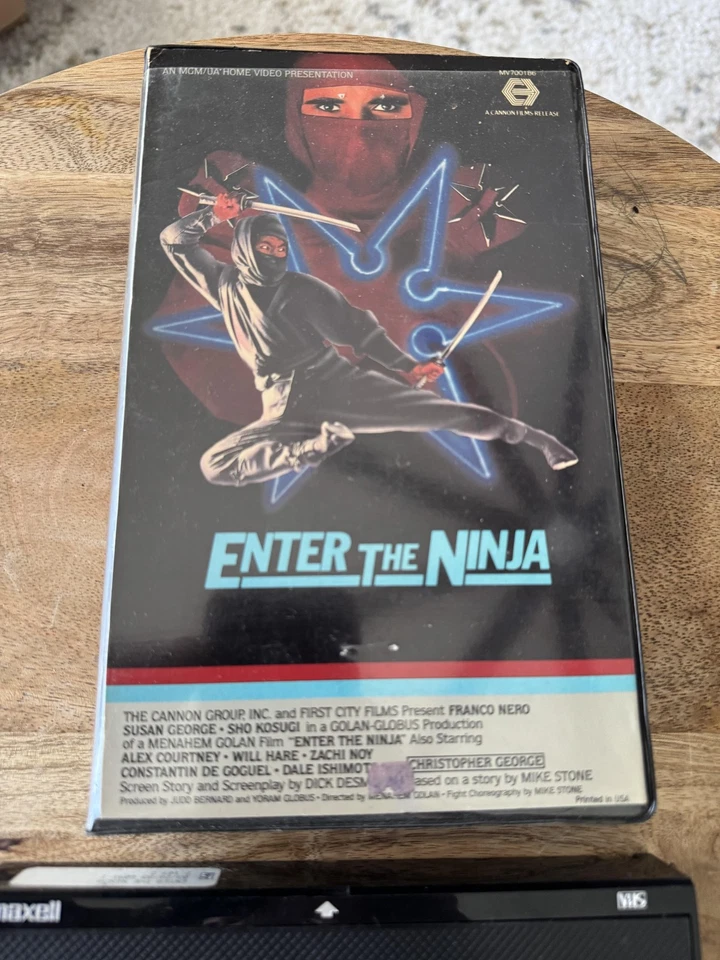 AN MGM/UA HOME VIDEO PRESENTATION
MV700186
A CANNON FILMS RELEASE
ENTER THE NINJA
THE CANNON GROUP, INC. and FIRST CITY FILMS Present FRANCO NERO
SUSAN GEORGE • SHO KOSUGI in a GOLAN-GLOBUS Production
of a MENAHEM GOLAN Film "ENTER THE NINJA" Also Starring
ALEX COURTNEY • WILL HARE • ZACHI NOY
CHRISTOPHER GEORGE
CONSTANTIN DE GOGUEL • DALE ISHIMOT
Screen Story and Screenplay by DICK DESM ased on a story by MIKE STONE
Produced by JUDD BERNARD and YORAM GLOBUS • Directed by GOLAN • Fight Choreography by MIKE STONE
Printed in USA
maxell
VHS